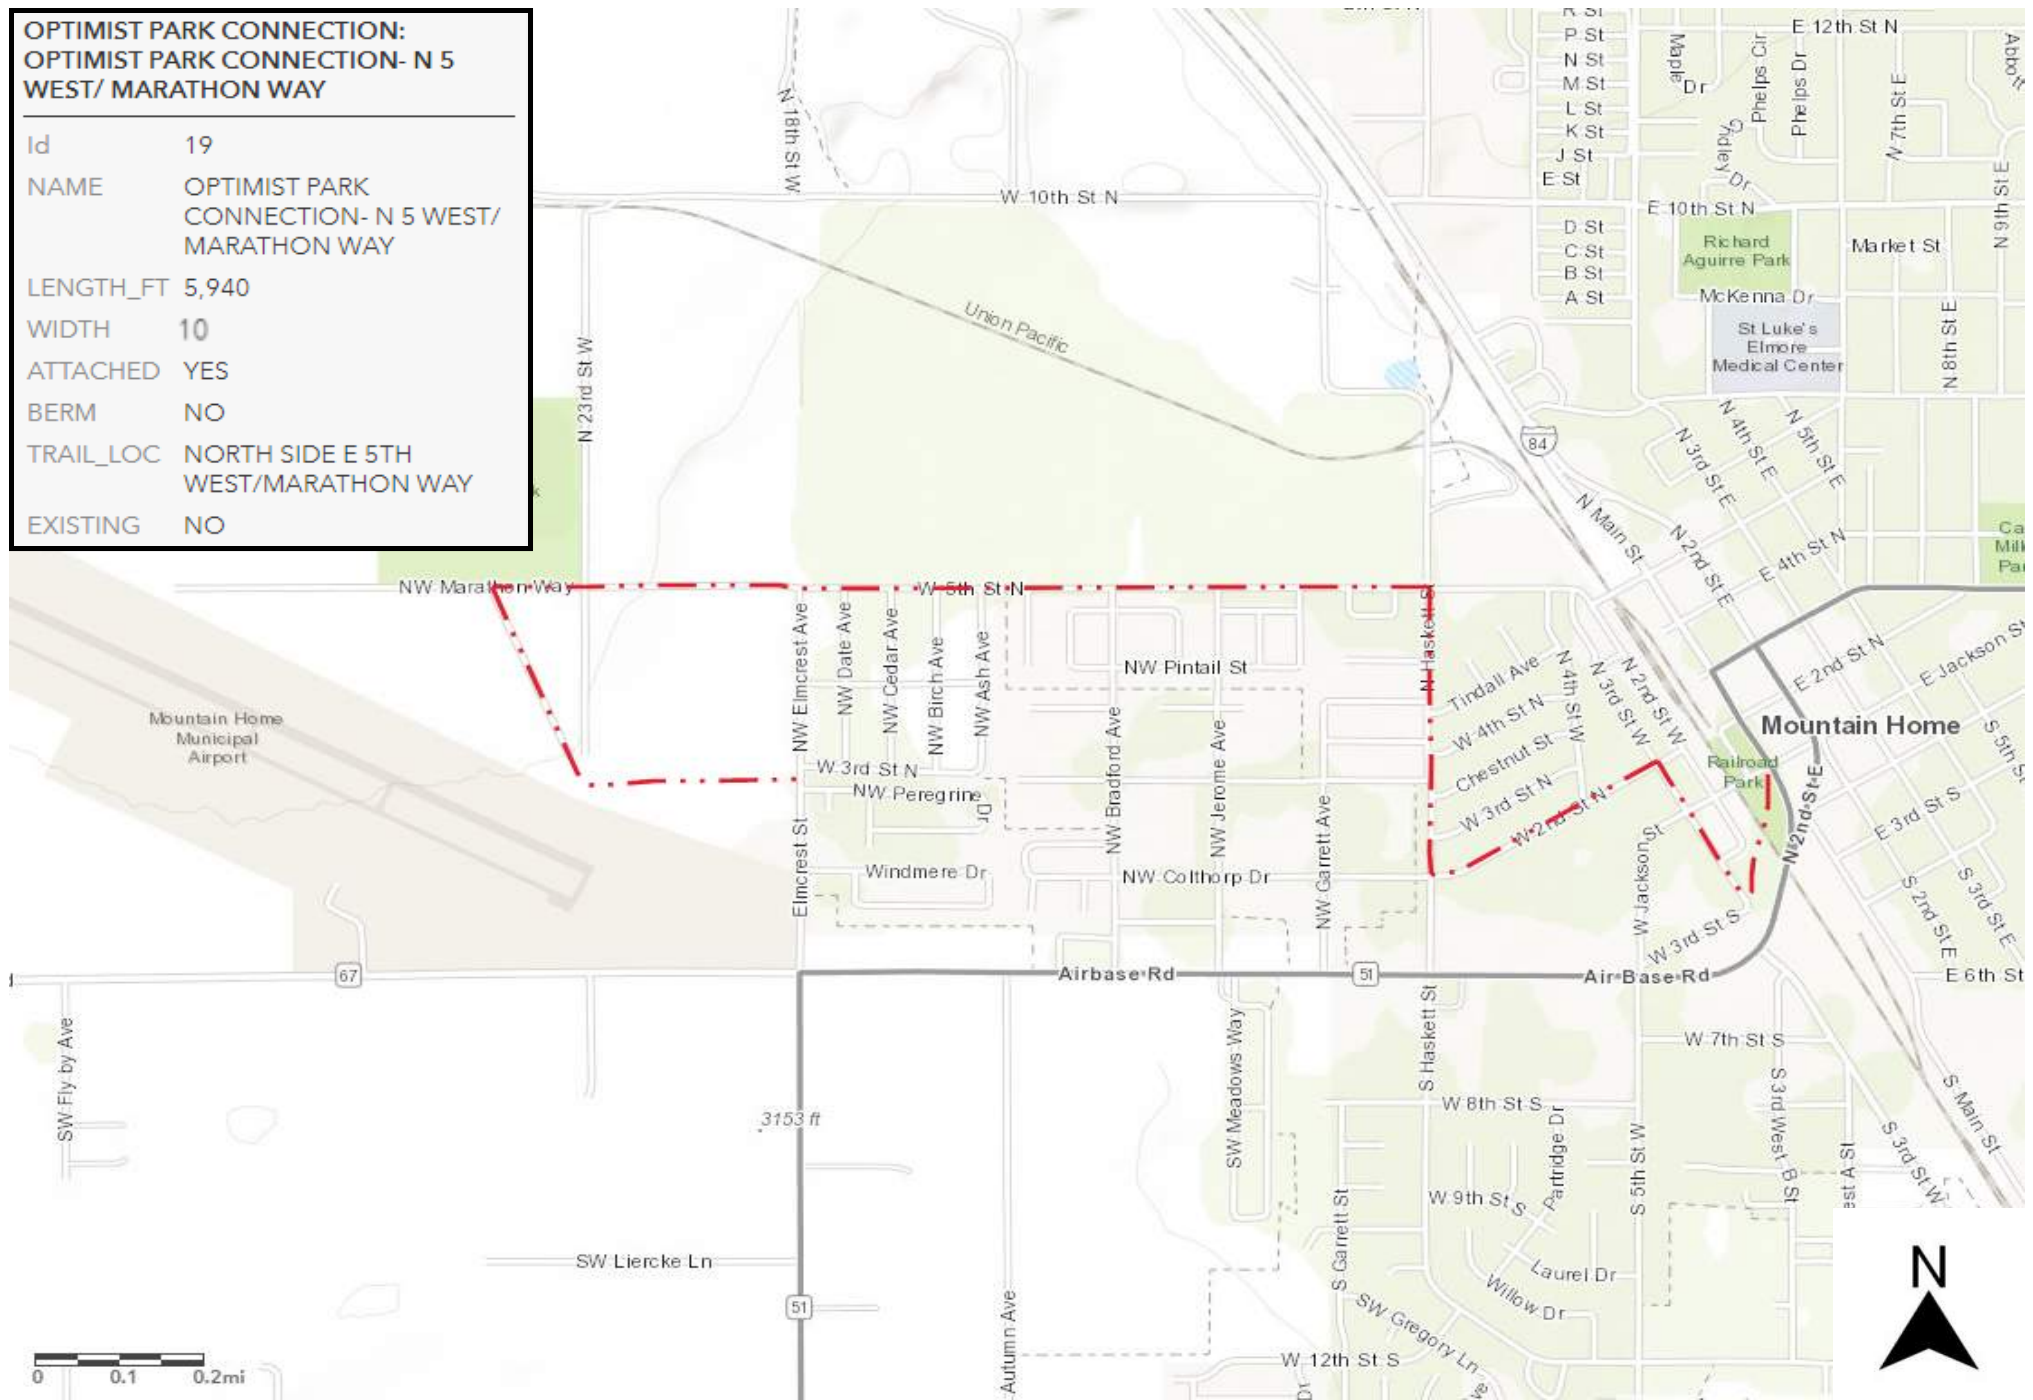 OPTIMIST PARK CONNECTION:
OPTIMIST PARK CONNECTION- N 5
WEST/ MARATHON WAY
Id 19
NAME OPTIMIST PARK
CONNECTION- N 5 WEST/
MARATHON WAY
LENGTH_FT 5,940
WIDTH 10
ATTACHED YES
BERM NO
TRAIL_LOC NORTH SIDE E 5TH
WEST/MARATHON WAY
EXISTING NO
R St
P St
N St
M St
L St
K St
J St
E St
D St
C St
B St
A St
Maple Dr
Phelps Cir
Phelps Dr
E 12th St N
N 7th St E
Abbott
N 18th St W
W 10th St N
E 10th St N
N 9th St E
Richard
Aguirre Park
Market St
McKenna Dr
St Luke's
Elmore
Medical Center
N 8th St E
Union Pacific
N 23rd St W
84
N 3rd St E
N 4th St E
N 5th St E
N Main St
N 2nd St E
E 4th St N
NW Marathon Way
W 5th St N
N Haskett St
NW Elmcrest Ave
NW Date Ave
NW Cedar Ave
NW Birch Ave
NW Ash Ave
NW Pintail St
Tindall Ave
W 4th St N
Chestnut St
W 3rd St N
W 2nd St N
N 4th St W
N 3rd St W
N 2nd St W
E 2nd St N
E Jackson St
Mountain Home
S 5th St
Railroad
Park
Mountain Home
Municipal
Airport
W 3rd St N
NW Peregrine
Dr
NW Bradford Ave
NW Jerome Ave
NW Garrett Ave
Elmcrest St
Windmere Dr
NW Colthorp Dr
W Jackson St
N 2nd St E
E 3rd St S
S 2nd St E
S 3rd St E
W 3rd St S
67
Airbase Rd
51
Air Base Rd
E 6th St
SW Fly by Ave
SW Meadows Way
S Haskett St
W 7th St S
W 8th St S
3153 ft
Partridge Dr
S 5th St W
S 3rd West B St
S Main St
S 3rd St W
W 9th St S
S Garrett St
SW Liercke Ln
51
Autumn Ave
Laurel Dr
Willow Dr
SW Gregory Ln
W 12th St S
Dr
N
0 0.1 0.2mi